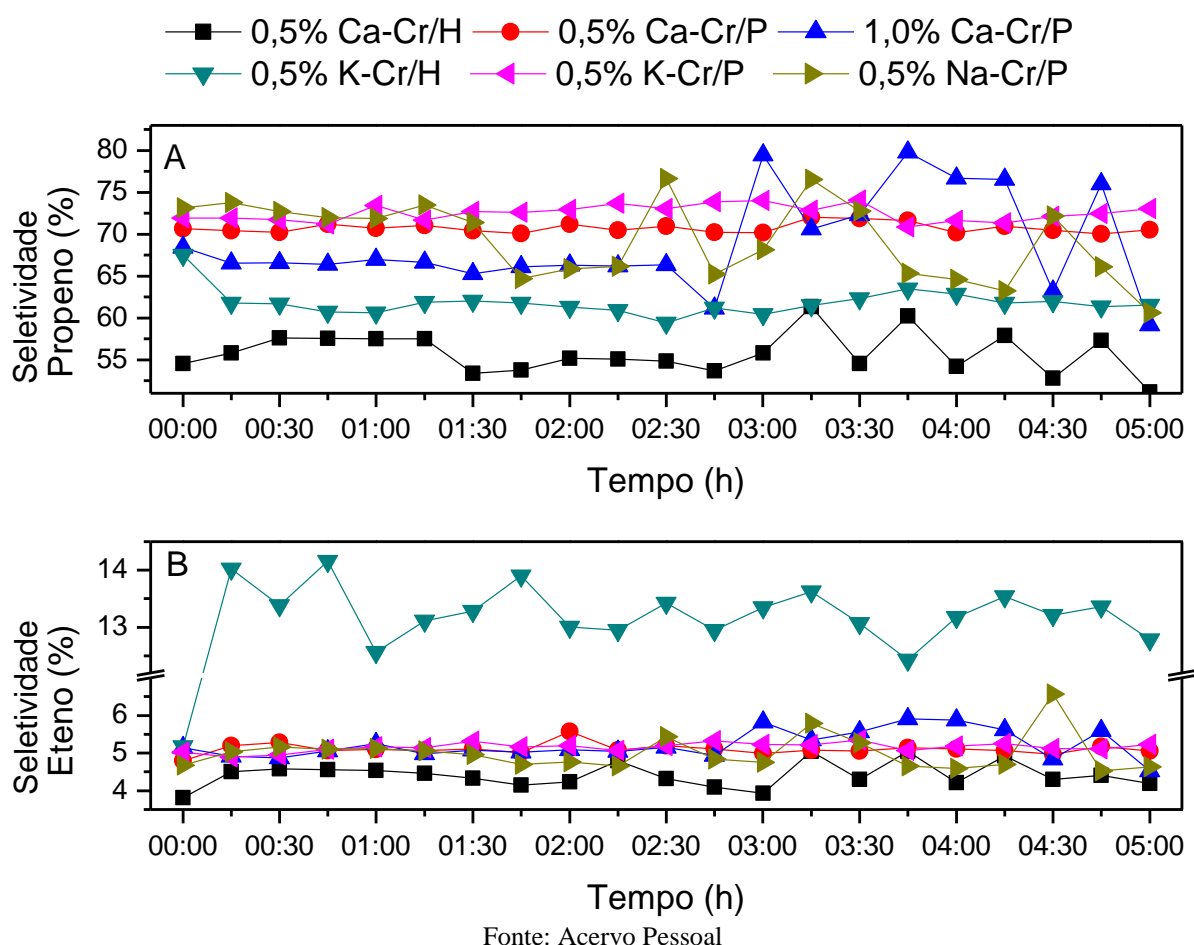 0,5% Ca-Cr/H 0,5% Ca-Cr/P 1,0% Ca-Cr/P
0,5% K-Cr/H 0,5% K-Cr/P 0,5% Na-Cr/P
A
Seletividade
Propeno (%)
80
75
70
65
60
55
00:00 00:30 01:00 01:30 02:00 02:30 03:00 03:30 04:00 04:30 05:00
Tempo (h)
B
Seletividade
Eteno (%)
14
13
6
5
4
00:00 00:30 01:00 01:30 02:00 02:30 03:00 03:30 04:00 04:30 05:00
Tempo (h)
Fonte: Acervo Pessoal